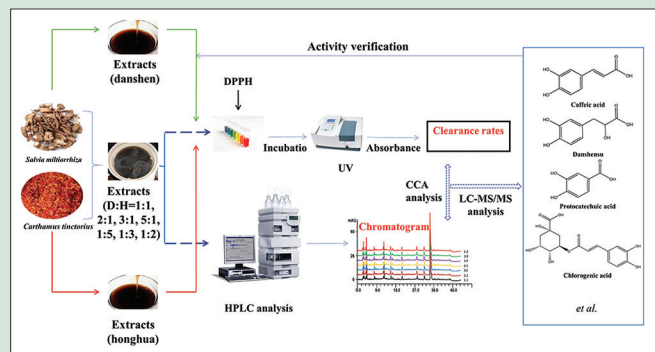 Activity verification
Extracts
(danshen)
DPPH
Salvia miltiorrhiza
Carthamus tinctorius
Extracts
(D:H=1:1,
2:1, 3:1, 5:1,
1:5, 1:3, 1:2)
Incubatio
UV
Absorbance
Clearance rates
CCA
analysis
LC-MS/MS
analysis
Chromatogram
HPLC analysis
Extracts
(honghua)
Caffeic acid
Danshensu
Protocatechuic acid
Chlorogenic acid
et al.